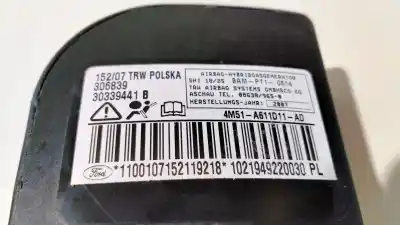 152/07 TRW POLSKA
306839
30339441 B
AIRBAG-HYBRIDGASGENERATOR
SHI 19/25 BAM-PT1-0514
TRW AIRBAG SYSTEMS GMBH&CO KG
ASCHAU TEL. 08638/965-0
HERSTELLUNGS-JAHR: 2007
4M51-A611D11-AD
Ford *1100107152119218*1021949220030 PL